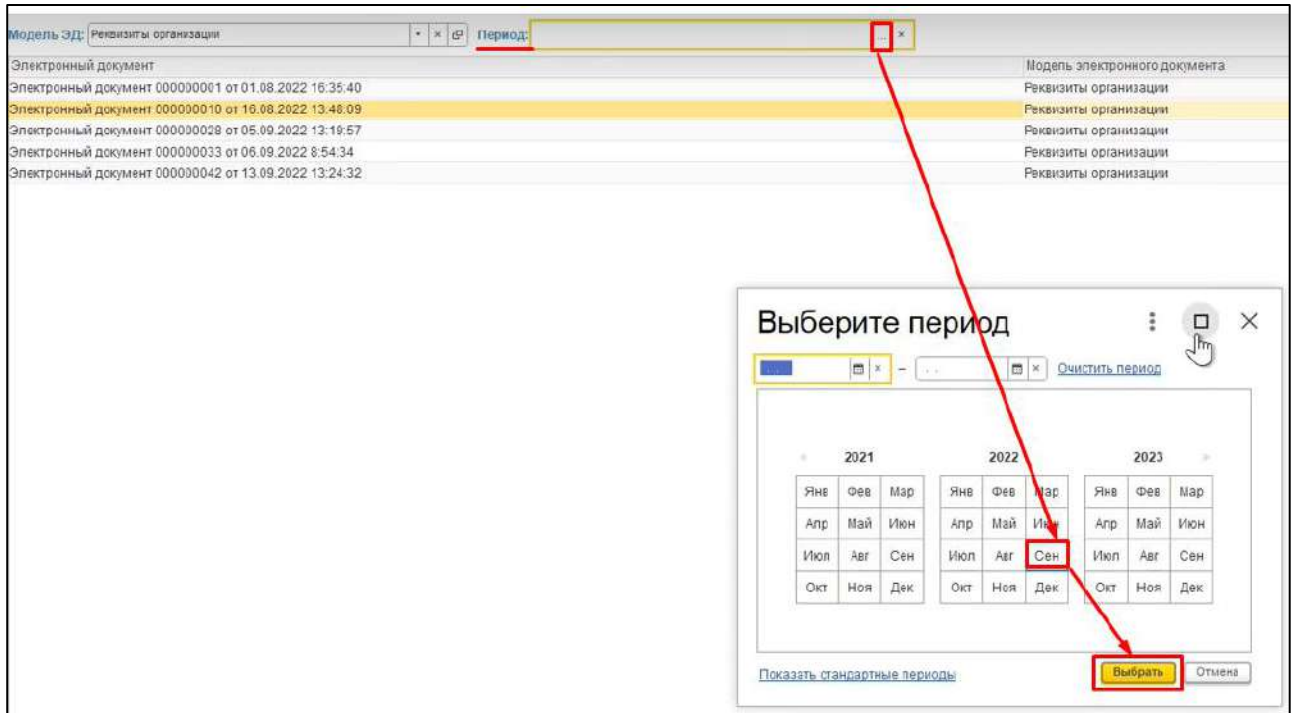 Модель ЭД: Реквизиты организации Период: ...
Электронный документ Модель электронного документа
Электронный документ 000000001 от 01.08.2022 16:35:40 Реквизиты организации
Электронный документ 000000010 от 16.08.2022 13:48:09 Реквизиты организации
Электронный документ 000000028 от 05.09.2022 13:19:57 Реквизиты организации
Электронный документ 000000033 от 06.09.2022 8:54:34 Реквизиты организации
Электронный документ 000000042 от 13.09.2022 13:24:32 Реквизиты организации
Выберите период
. . – . . Очистить период
2021 2022 2023
Янв Фев Мар Янв Фев Мар Янв Фев Мар
Апр Май Июн Апр Май Июн Апр Май Июн
Июл Авг Сен Июл Авг Сен Июл Авг Сен
Окт Ноя Дек Окт Ноя Дек Окт Ноя Дек
Показать стандартные периоды Выбрать Отмена